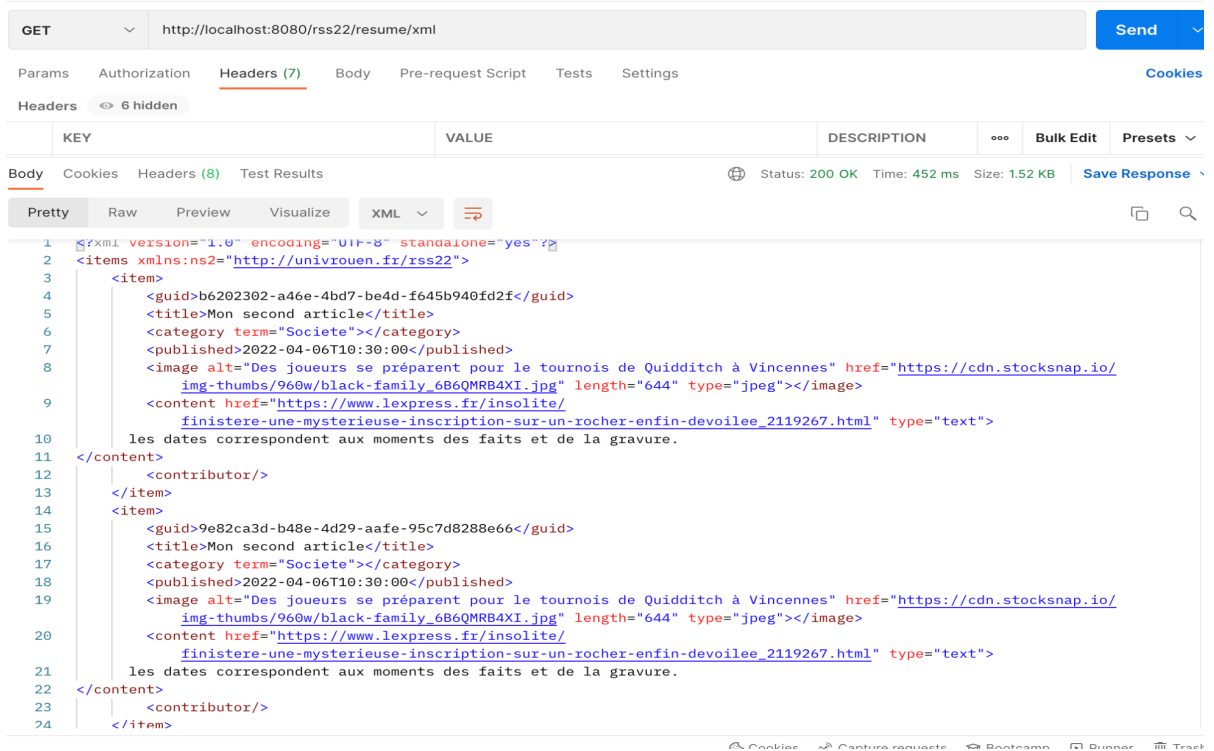 GET http://localhost:8080/rss22/resume/xml Send
Params Authorization Headers (7) Body Pre-request Script Tests Settings Cookies
Headers 6 hidden
KEY VALUE DESCRIPTION ooo Bulk Edit Presets
Body Cookies Headers (8) Test Results Status: 200 OK Time: 452 ms Size: 1.52 KB Save Response
Pretty Raw Preview Visualize XML
1 <?xml version="1.0" encoding="UTF-8" standalone="yes"?>
2 <items xmlns:ns2="http://univrouen.fr/rss22">
3 <item>
4 <guid>b6202302-a46e-4bd7-be4d-f645b940fd2f</guid>
5 <title>Mon second article</title>
6 <category term="Societe"></category>
7 <published>2022-04-06T10:30:00</published>
8 <image alt="Des joueurs se préparent pour le tournois de Quidditch à Vincennes" href="https://cdn.stocksnap.io/
img-thumbs/960w/black-family_6B6QMRB4XI.jpg" length="644" type="jpeg"></image>
9 <content href="https://www.lexpress.fr/insolite/
finistere-une-mysterieuse-inscription-sur-un-rocher-enfin-devoilee_2119267.html" type="text">
10 les dates correspondent aux moments des faits et de la gravure.
11 </content>
12 <contributor/>
13 </item>
14 <item>
15 <guid>9e82ca3d-b48e-4d29-aafe-95c7d8288e66</guid>
16 <title>Mon second article</title>
17 <category term="Societe"></category>
18 <published>2022-04-06T10:30:00</published>
19 <image alt="Des joueurs se préparent pour le tournois de Quidditch à Vincennes" href="https://cdn.stocksnap.io/
img-thumbs/960w/black-family_6B6QMRB4XI.jpg" length="644" type="jpeg"></image>
20 <content href="https://www.lexpress.fr/insolite/
finistere-une-mysterieuse-inscription-sur-un-rocher-enfin-devoilee_2119267.html" type="text">
21 les dates correspondent aux moments des faits et de la gravure.
22 </content>
23 <contributor/>
24 </item>
Cookies Capture requests Bootcamp Runner Trash